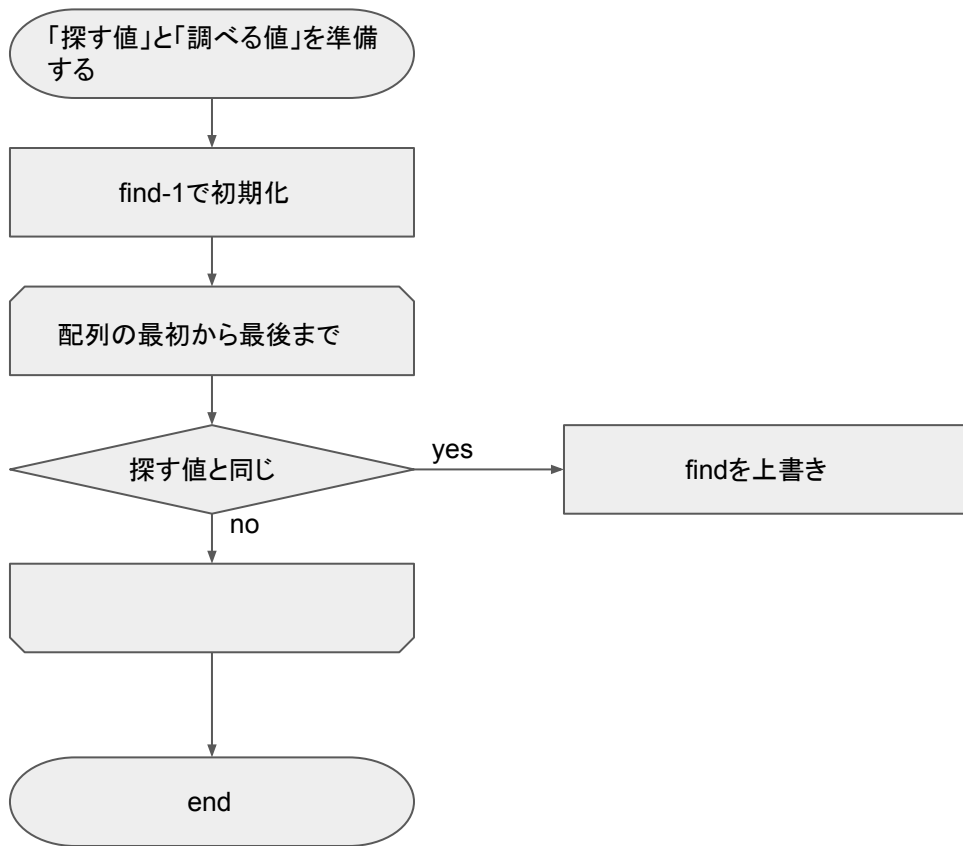 「探す値」と「調べる値」を準備
する
find-1で初期化
配列の最初から最後まで
探す値と同じ
yes
findを上書き
no
end